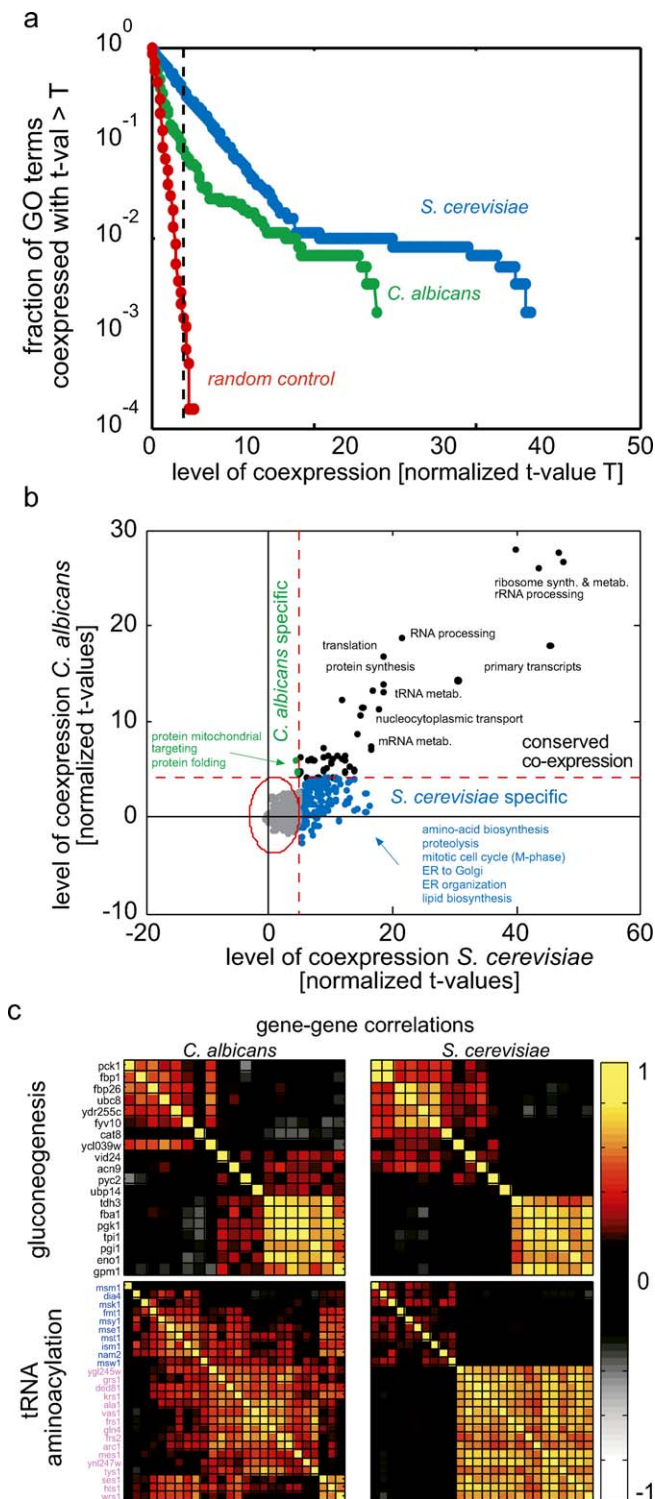 a
10^0
10^-1
10^-2
10^-3
10^-4
fraction of GO terms
coexpressed with t-val > T
S. cerevisiae
C. albicans
random control
0
10
20
30
40
50
level of coexpression [normalized t-value T]
b
30
20
10
0
-10
level of coexpression C. albicans
[normalized t-values]
C. albicans specific
ribosome synth. & metab.
rRNA processing
RNA processing
translation
protein synthesis
primary transcripts
tRNA metab.
nucleocytoplasmic transport
mRNA metab.
protein mitochondrial
targeting
protein folding
conserved
co-expression
S. cerevisiae specific
amino-acid biosynthesis
proteolysis
mitotic cell cycle (M-phase)
ER to Golgi
ER organization
lipid biosynthesis
-20
0
20
40
60
level of coexpression S. cerevisiae
[normalized t-values]
c
gene-gene correlations
C. albicans
S. cerevisiae
gluconeogenesis
pck1
fbp1
fbp26
ubc8
ydr255c
fyv10
cat8
ycl039w
vid24
acn9
pyc2
ubp14
tdh3
fba1
pgk1
tpi1
pgi1
eno1
gpm1
tRNA
aminoacylation
msm1
dia4
msk1
fmt1
msy1
mse1
mst1
ism1
nam2
msw1
ygl245w
grs1
ded81
krs1
ala1
vas1
frs1
gln4
frs2
arc1
mes1
ynl247w
tys1
ses1
hts1
wrs1
1
0
-1